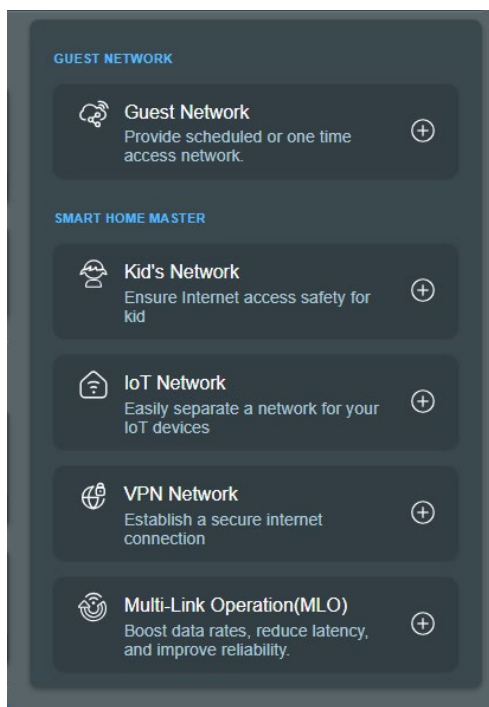 GUEST NETWORK
Guest Network
Provide scheduled or one time
access network.
SMART HOME MASTER
Kid's Network
Ensure Internet access safety for
kid
IoT Network
Easily separate a network for your
IoT devices
VPN Network
Establish a secure internet
connection
Multi-Link Operation(MLO)
Boost data rates, reduce latency,
and improve reliability.